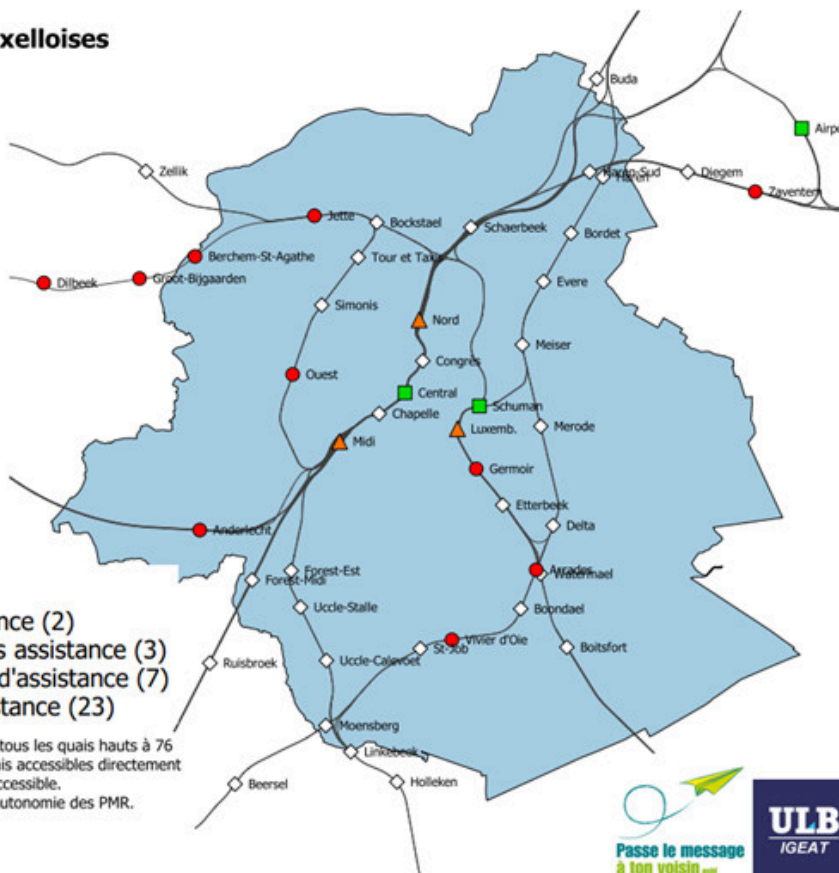 xelloises
Buda
Airpo
Zellik
Diegem
Haren-Sud
Haren
Zaventem
Jette
Bockstael
Schaerbeek
Bordet
Berchem-St-Agathe
Tour et Taxis
Dilbeek
Groot-Bijgaarden
Evere
Simonis
Nord
Meiser
Congrès
Ouest
Central
Schuman
Chapelle
Luxemb.
Merode
Midi
Germoir
Etterbeek
Delta
Anderlecht
Arcades
Watermael
Forest-Est
Forest-Midi
Uccle-Stalle
Boondael
nce (2)
Vivier d'Oie
St-Job
Boitsfort
s assistance (3)
Ruisbroek
Uccle-Calevoet
d'assistance (7)
tance (23)
Moensberg
tous les quais hauts à 76
Linkebeek
is accessibles directement
ccessible.
Beersel
Holleken
utonomie des PMR.
Passe le message
à ton voisin
ULB
IGEAT